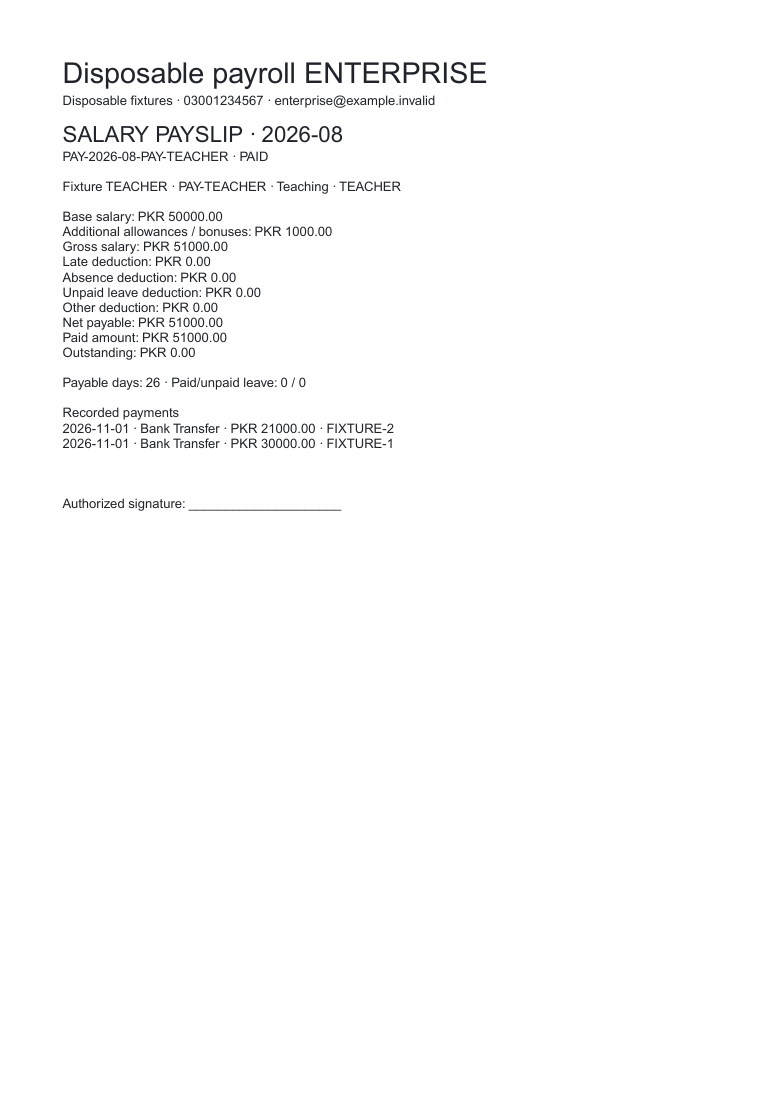 Disposable payroll ENTERPRISE
Disposable fixtures · 03001234567 · enterprise@example.invalid
SALARY PAYSLIP · 2026-08
PAY-2026-08-PAY-TEACHER · PAID
Fixture TEACHER · PAY-TEACHER · Teaching · TEACHER
Base salary: PKR 50000.00
Additional allowances / bonuses: PKR 1000.00
Gross salary: PKR 51000.00
Late deduction: PKR 0.00
Absence deduction: PKR 0.00
Unpaid leave deduction: PKR 0.00
Other deduction: PKR 0.00
Net payable: PKR 51000.00
Paid amount: PKR 51000.00
Outstanding: PKR 0.00
Payable days: 26 · Paid/unpaid leave: 0 / 0
Recorded payments
2026-11-01 · Bank Transfer · PKR 21000.00 · FIXTURE-2
2026-11-01 · Bank Transfer · PKR 30000.00 · FIXTURE-1
Authorized signature: _____________________